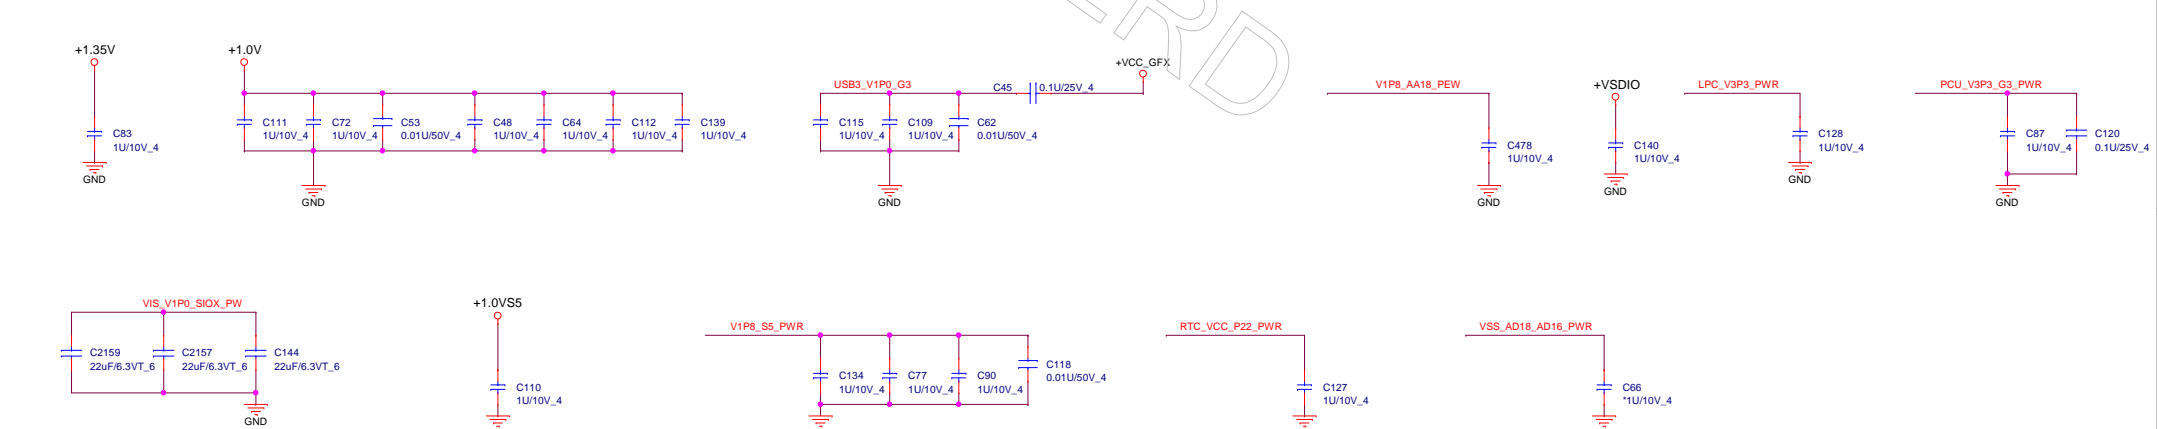 RD
+1.35V
C83
1U/10V_4
GND
+1.0V
C111
1U/10V_4
C72
1U/10V_4
C53
0.01U/50V_4
C48
1U/10V_4
C64
1U/10V_4
C112
1U/10V_4
C139
1U/10V_4
GND
USB3_V1P0_G3
C45
0.1U/25V_4
+VCC_GFX
C115
1U/10V_4
C109
1U/10V_4
C62
0.01U/50V_4
GND
V1P8_AA18_PEW
C478
1U/10V_4
GND
+VSDIO
C140
1U/10V_4
GND
LPC_V3P3_PWR
C128
1U/10V_4
GND
PCU_V3P3_G3_PWR
C87
1U/10V_4
C120
0.1U/25V_4
GND
VIS_V1P0_SIOX_PW
C2159
22uF/6.3VT_6
C2157
22uF/6.3VT_6
C144
22uF/6.3VT_6
GND
+1.0VS5
C110
1U/10V_4
V1P8_S5_PWR
C134
1U/10V_4
C77
1U/10V_4
C90
1U/10V_4
C118
0.01U/50V_4
RTC_VCC_P22_PWR
C127
1U/10V_4
VSS_AD18_AD16_PWR
C66
*1U/10V_4